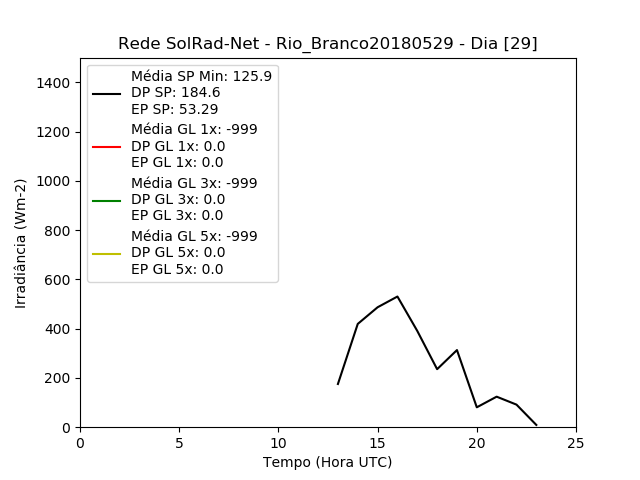 Rede SolRad-Net - Rio_Branco20180529 - Dia [29]
Média SP Min: 125.9
DP SP: 184.6
EP SP: 53.29
Média GL 1x: -999
DP GL 1x: 0.0
EP GL 1x: 0.0
Média GL 3x: -999
DP GL 3x: 0.0
EP GL 3x: 0.0
Média GL 5x: -999
DP GL 5x: 0.0
EP GL 5x: 0.0
Irradiância (Wm-2)
1400
1200
1000
800
600
400
200
0
0 5 10 15 20 25
Tempo (Hora UTC)